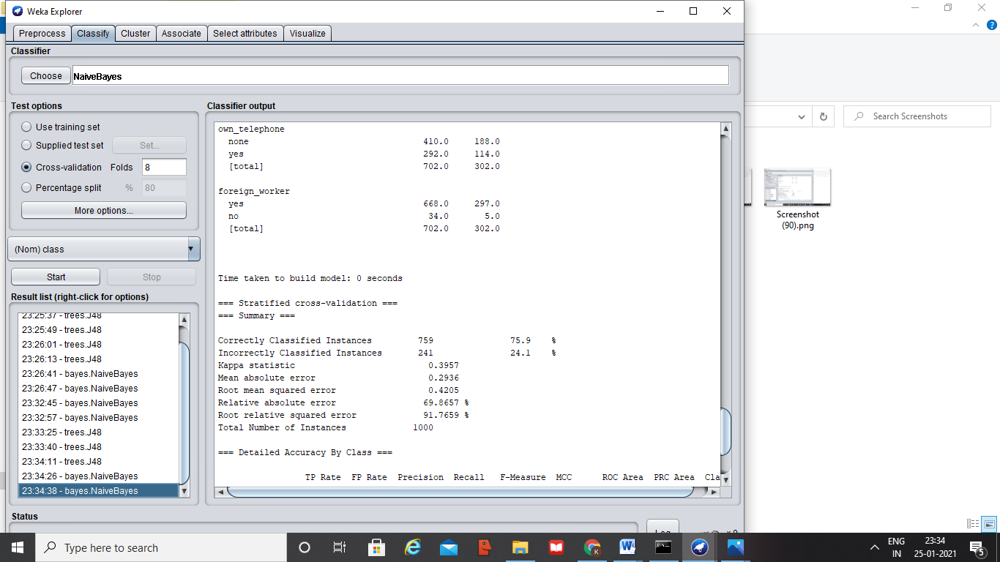 Weka Explorer
Preprocess Classify Cluster Associate Select attributes Visualize
Classifier
Choose NaiveBayes
Test options
Use training set
Supplied test set Set...
Cross-validation Folds 8
Percentage split % 80
More options...
(Nom) class
Start Stop
Result list (right-click for options)
23:25:37 - trees.J48
23:25:49 - trees.J48
23:26:01 - trees.J48
23:26:13 - trees.J48
23:26:41 - bayes.NaiveBayes
23:26:47 - bayes.NaiveBayes
23:32:45 - bayes.NaiveBayes
23:32:57 - bayes.NaiveBayes
23:33:25 - trees.J48
23:33:40 - trees.J48
23:34:11 - trees.J48
23:34:26 - bayes.NaiveBayes
23:34:38 - bayes.NaiveBayes
Classifier output
own_telephone
none 410.0 188.0
yes 292.0 114.0
[total] 702.0 302.0
foreign_worker
yes 668.0 297.0
no 34.0 5.0
[total] 702.0 302.0
Time taken to build model: 0 seconds
=== Stratified cross-validation ===
=== Summary ===
Correctly Classified Instances 759 75.9 %
Incorrectly Classified Instances 241 24.1 %
Kappa statistic 0.3957
Mean absolute error 0.2936
Root mean squared error 0.4205
Relative absolute error 69.8657 %
Root relative squared error 91.7659 %
Total Number of Instances 1000
=== Detailed Accuracy By Class ===
TP Rate FP Rate Precision Recall F-Measure MCC ROC Area PRC Area Cla
Status
Log x 0
Search Screenshots
Screenshot
(90).png
Type here to search
ENG
IN
23:34
25-01-2021
5